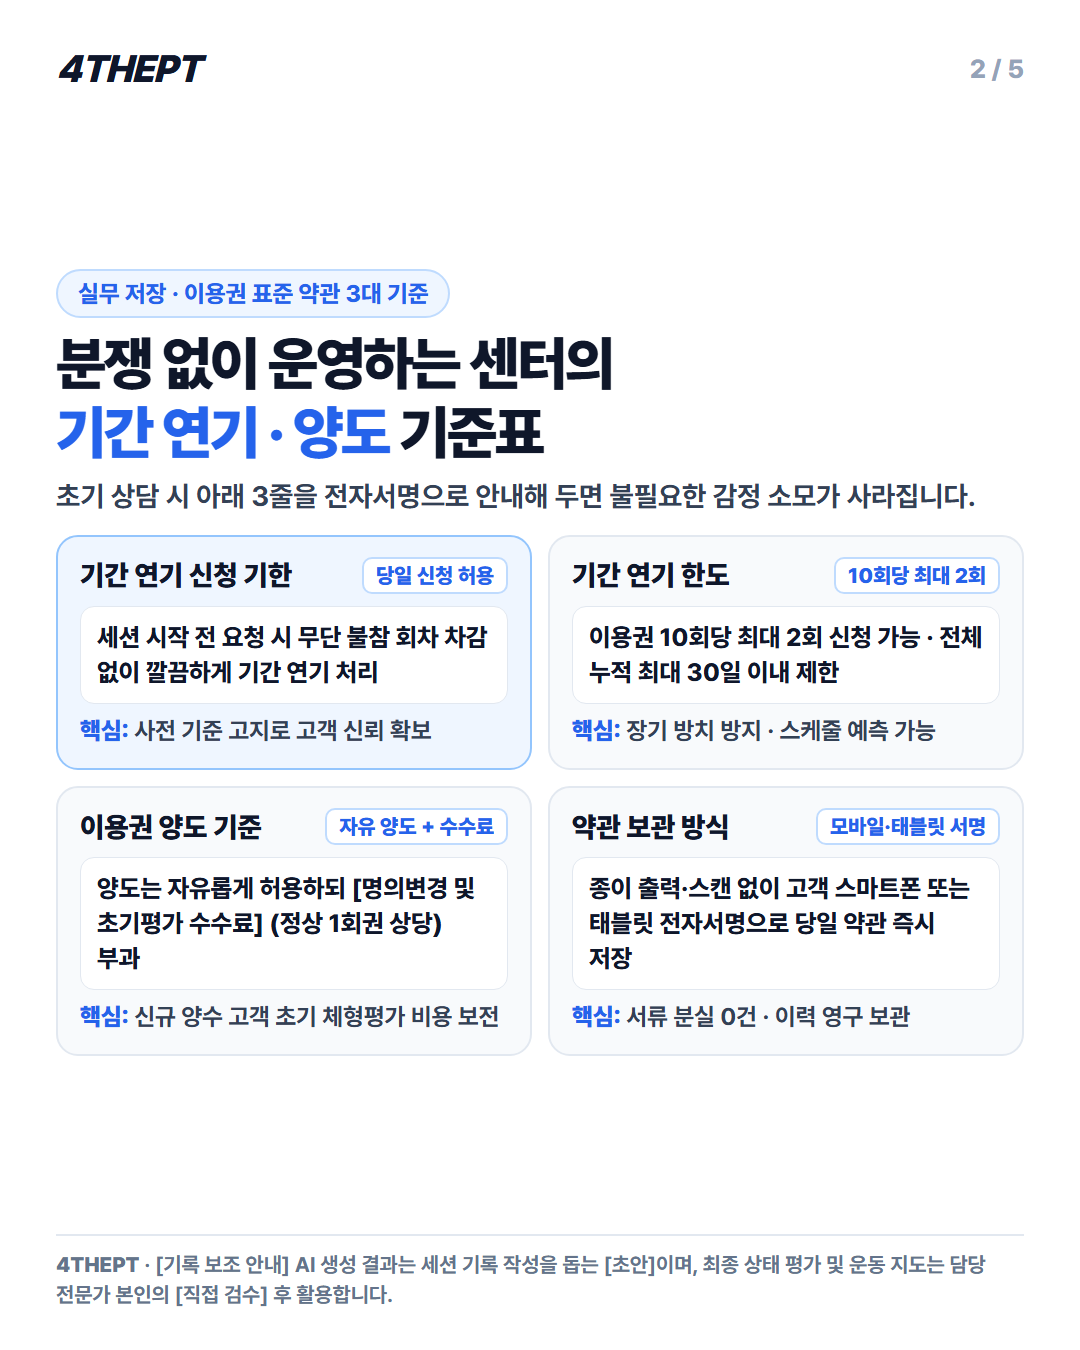 4THEPT
2 / 5
실무 저장 · 이용권 표준 약관 3대 기준
분쟁 없이 운영하는 센터의
기간 연기 · 양도 기준표
초기 상담 시 아래 3줄을 전자서명으로 안내해 두면 불필요한 감정 소모가 사라집니다.
기간 연기 신청 기한
당일 신청 허용
세션 시작 전 요청 시 무단 불참 회차 차감
없이 깔끔하게 기간 연기 처리
핵심: 사전 기준 고지로 고객 신뢰 확보
기간 연기 한도
10회당 최대 2회
이용권 10회당 최대 2회 신청 가능 · 전체
누적 최대 30일 이내 제한
핵심: 장기 방치 방지 · 스케줄 예측 가능
이용권 양도 기준
자유 양도 + 수수료
양도는 자유롭게 허용하되 [명의변경 및
초기평가 수수료] (정상 1회권 상당)
부과
핵심: 신규 양수 고객 초기 체형평가 비용 보전
약관 보관 방식
모바일·태블릿 서명
종이 출력·스캔 없이 고객 스마트폰 또는
태블릿 전자서명으로 당일 약관 즉시
저장
핵심: 서류 분실 0건 · 이력 영구 보관
4THEPT · [기록 보조 안내] AI 생성 결과는 세션 기록 작성을 돕는 [초안]이며, 최종 상태 평가 및 운동 지도는 담당
전문가 본인의 [직접 검수] 후 활용합니다.